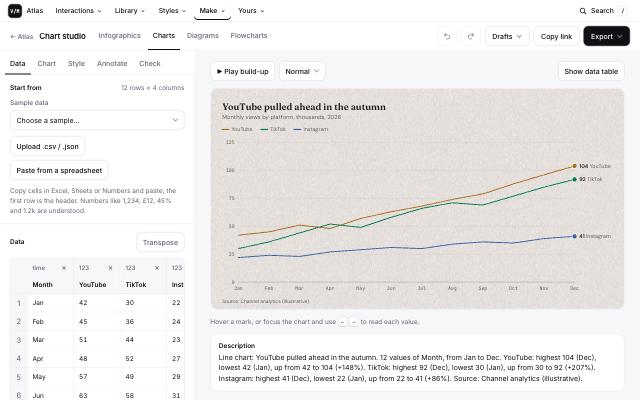 V/M Atlas Interactions Library Styles Make Yours Search /
← Atlas Chart studio Infographics Charts Diagrams Flowcharts Drafts Copy link Export
Data Chart Style Annotate Check
Start from 12 rows × 4 columns
Sample data
Choose a sample...
Upload .csv / .json
Paste from a spreadsheet
Copy cells in Excel, Sheets or Numbers and paste; the
first row is the header. Numbers like 1,234, £12, 45%
and 1.2k are understood.
Data Transpose
time × 123 × 123 × 123
Month YouTube TikTok Inst
1 Jan 42 30 22
2 Feb 45 36 24
3 Mar 51 44 23
4 Apr 48 52 27
5 May 57 49 29
6 Jun 63 58 31
▶ Play build-up Normal Show data table
YouTube pulled ahead in the autumn
Monthly views by platform, thousands, 2026
YouTube TikTok Instagram
125
100
75
50
25
0
104 YouTube
92 TikTok
41 Instagram
Jan Feb Mar Apr May Jun Jul Aug Sep Oct Nov Dec
Source: Channel analytics (illustrative)
Hover a mark, or focus the chart and use ← → to read each value.
Description
Line chart: YouTube pulled ahead in the autumn. 12 values of Month, from Jan to Dec. YouTube: highest 104 (Dec),
lowest 42 (Jan), up from 42 to 104 (+148%). TikTok: highest 92 (Dec), lowest 30 (Jan), up from 30 to 92 (+207%).
Instagram: highest 41 (Dec), lowest 22 (Jan), up from 22 to 41 (+86%). Source: Channel analytics (illustrative).